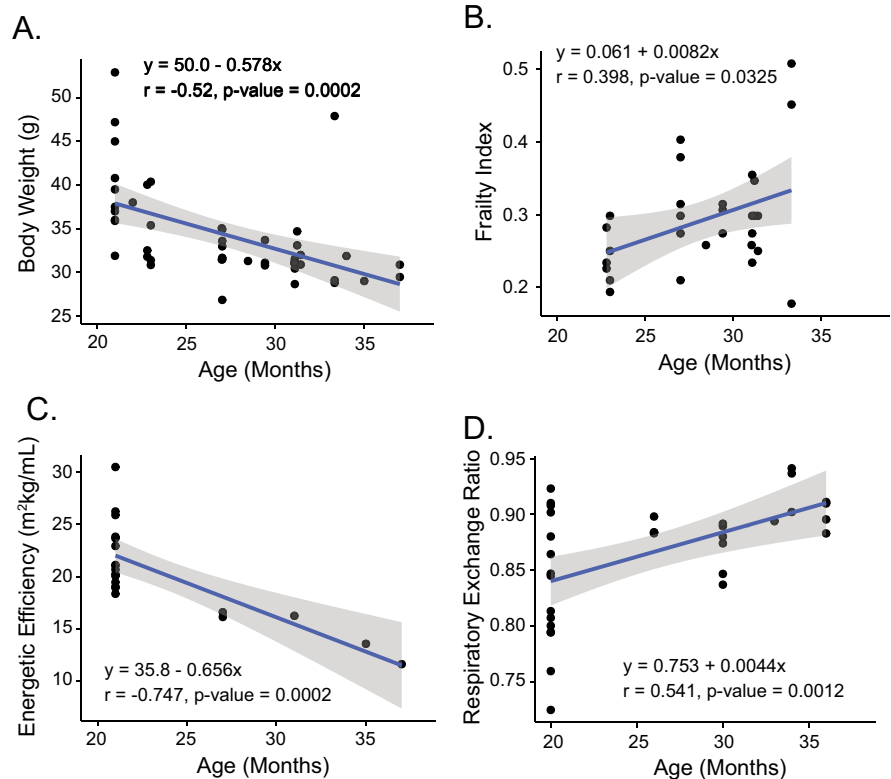 A.
y = 50.0 - 0.578x
r = -0.52, p-value = 0.0002
Body Weight (g)
50
45
40
35
30
25
20
25
30
35
Age (Months)
B.
y = 0.061 + 0.0082x
r = 0.398, p-value = 0.0325
Frailty Index
0.5
0.4
0.3
0.2
20
25
30
35
Age (Months)
C.
Energetic Efficiency (m²kg/mL)
30
25
20
15
10
y = 35.8 - 0.656x
r = -0.747, p-value = 0.0002
20
25
30
35
Age (Months)
D.
Respiratory Exchange Ratio
0.95
0.90
0.85
0.80
0.75
y = 0.753 + 0.0044x
r = 0.541, p-value = 0.0012
20
25
30
35
Age (Months)